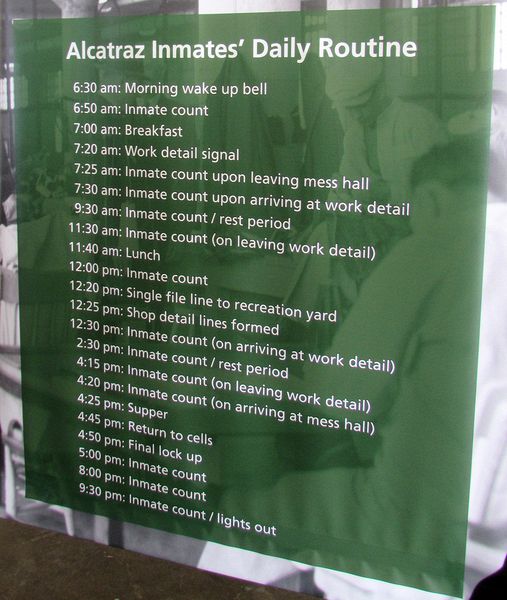 Alcatraz Inmates' Daily Routine
6:30 am: Morning wake up bell
6:50 am: Inmate count
7:00 am: Breakfast
7:20 am: Work detail signal
7:25 am: Inmate count upon leaving mess hall
7:30 am: Inmate count upon arriving at work detail
9:30 am: Inmate count / rest period
11:30 am: Inmate count (on leaving work detail)
11:40 am: Lunch
12:00 pm: Inmate count
12:20 pm: Single file line to recreation yard
12:25 pm: Shop detail lines formed
12:30 pm: Inmate count (on arriving at work detail)
2:30 pm: Inmate count / rest period
4:15 pm: Inmate count (on leaving work detail)
4:20 pm: Inmate count (on arriving at mess hall)
4:25 pm: Supper
4:45 pm: Return to cells
4:50 pm: Final lock up
5:00 pm: Inmate count
8:00 pm: Inmate count
9:30 pm: Inmate count / lights out